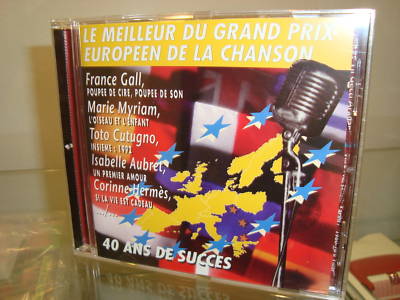 LE MEILLEUR DU GRAND PRIX
EUROPEEN DE LA CHANSON
France Gall,
POUPEE DE CIRE, POUPEE DE SON
Marie Myriam,
L'OISEAU ET L'ENFANT
Toto Cutugno,
INSIEME : 1992
Isabelle Aubret,
UN PREMIER AMOUR
Corinne Hermès,
SI LA VIE EST CADEAU
.../...
40 ANS DE SUCCES